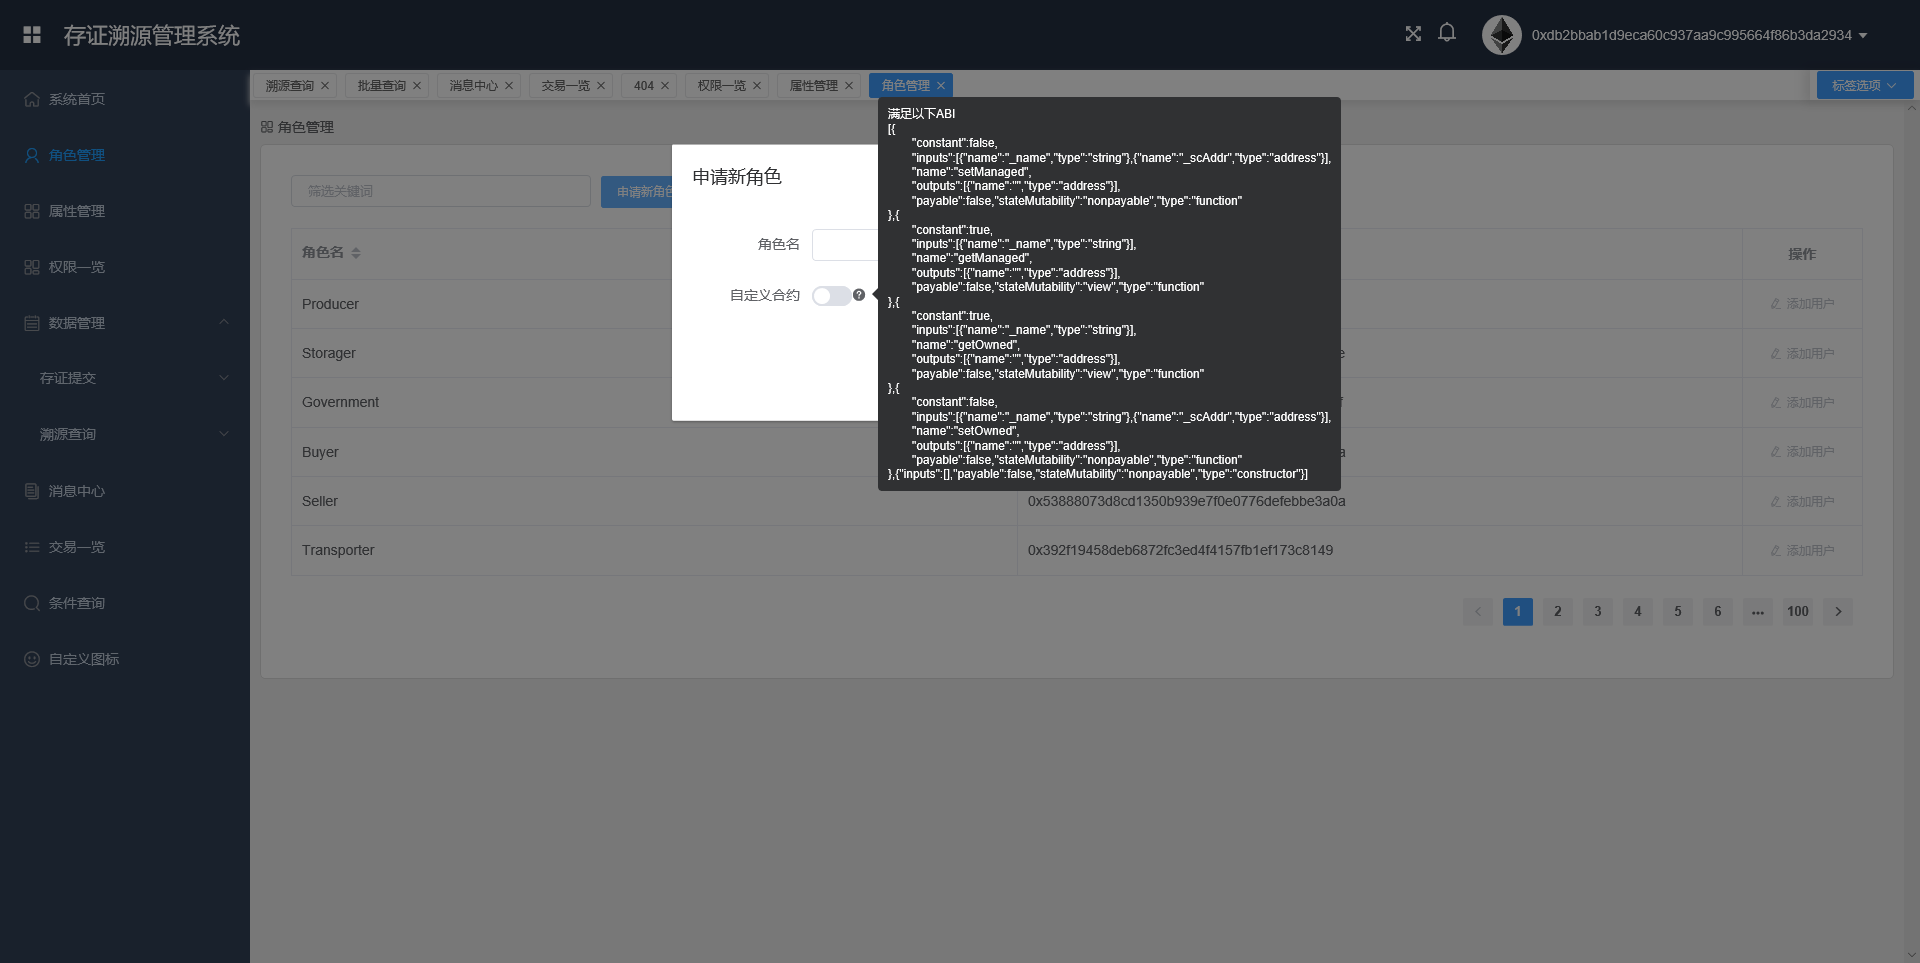 存证溯源管理系统
0xdb2bbab1d9eca60c937aa9c995664f86b3da2934
系统首页
角色管理
属性管理
权限一览
数据管理
存证提交
溯源查询
消息中心
交易一览
条件查询
自定义图标
溯源查询
批量查询
消息中心
交易一览
404
权限一览
属性管理
角色管理
标签选项
角色管理
筛选关键词
申请新角色
角色名
操作
Producer
添加用户
Storager
e
添加用户
Government
f
添加用户
Buyer
a
添加用户
Seller
0x53888073d8cd1350b939e7f0e0776defebbe3a0a
添加用户
Transporter
0x392f19458deb6872fc3ed4f4157fb1ef173c8149
添加用户
1
2
3
4
5
6
100
申请新角色
角色名
自定义合约
满足以下ABI
[{
"constant":false,
"inputs":[{"name":"_name","type":"string"},{"name":"_scAddr","type":"address"}],
"name":"setManaged",
"outputs":[{"name":"","type":"address"}],
"payable":false,"stateMutability":"nonpayable","type":"function"
},{
"constant":true,
"inputs":[{"name":"_name","type":"string"}],
"name":"getManaged",
"outputs":[{"name":"","type":"address"}],
"payable":false,"stateMutability":"view","type":"function"
},{
"constant":true,
"inputs":[{"name":"_name","type":"string"}],
"name":"getOwned",
"outputs":[{"name":"","type":"address"}],
"payable":false,"stateMutability":"view","type":"function"
},{
"constant":false,
"inputs":[{"name":"_name","type":"string"},{"name":"_scAddr","type":"address"}],
"name":"setOwned",
"outputs":[{"name":"","type":"address"}],
"payable":false,"stateMutability":"nonpayable","type":"function"
},{"inputs":[],"payable":false,"stateMutability":"nonpayable","type":"constructor"}]